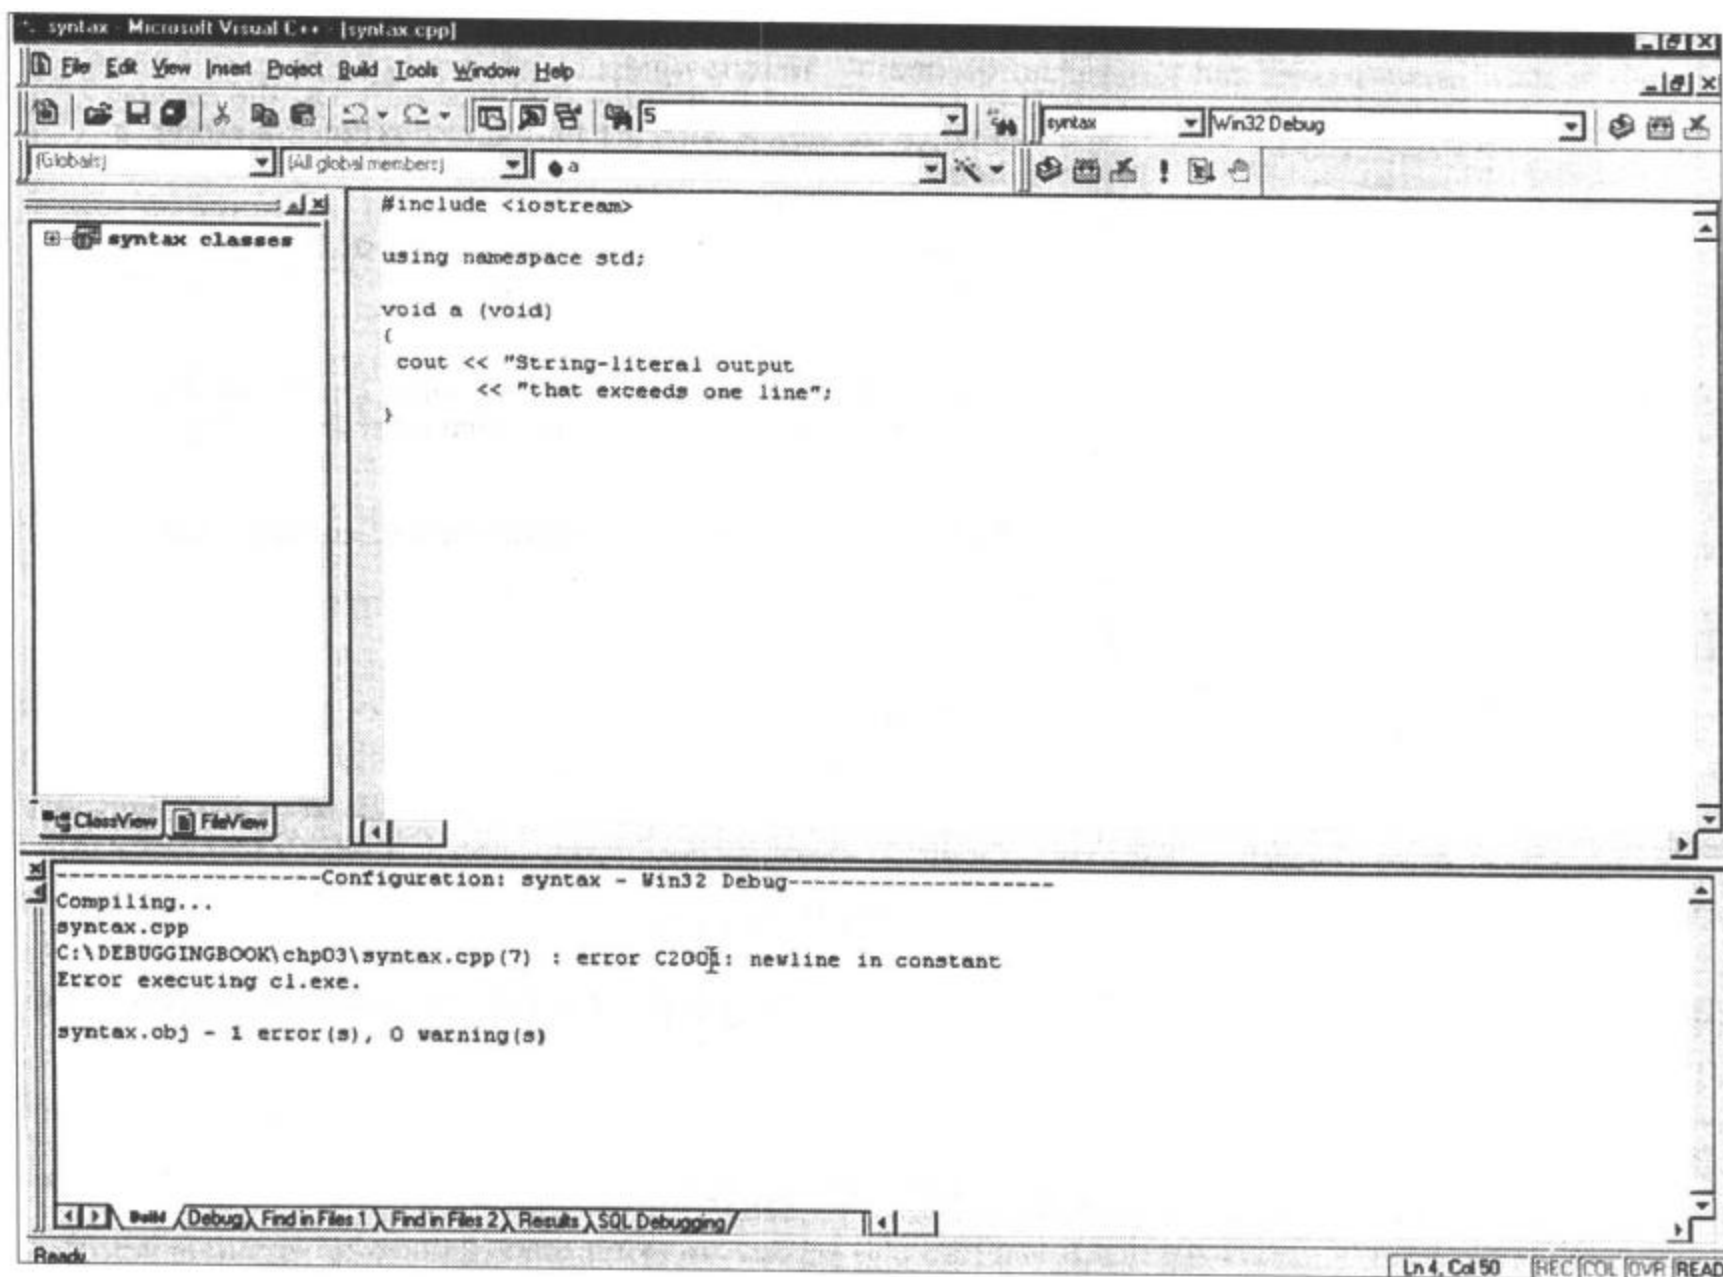 syntax - Microsoft Visual C++ - [syntax.cpp]
File Edit View Insert Project Build Tools Window Help
5
syntax
Win32 Debug
(Globals)
(All global members)
a
syntax classes
#include <iostream>
using namespace std;
void a (void)
{
cout << "String-literal output
<< "that exceeds one line";
}
ClassView
FileView
--------------------Configuration: syntax - Win32 Debug--------------------
Compiling...
syntax.cpp
C:\DEBUGGINGBOOK\chp03\syntax.cpp(7) : error C2001: newline in constant
Error executing cl.exe.
syntax.obj - 1 error(s), 0 warning(s)
Build Debug Find in Files 1 Find in Files 2 Results SQL Debugging
Ready
Ln 4, Col 50 REC COL OVR READ